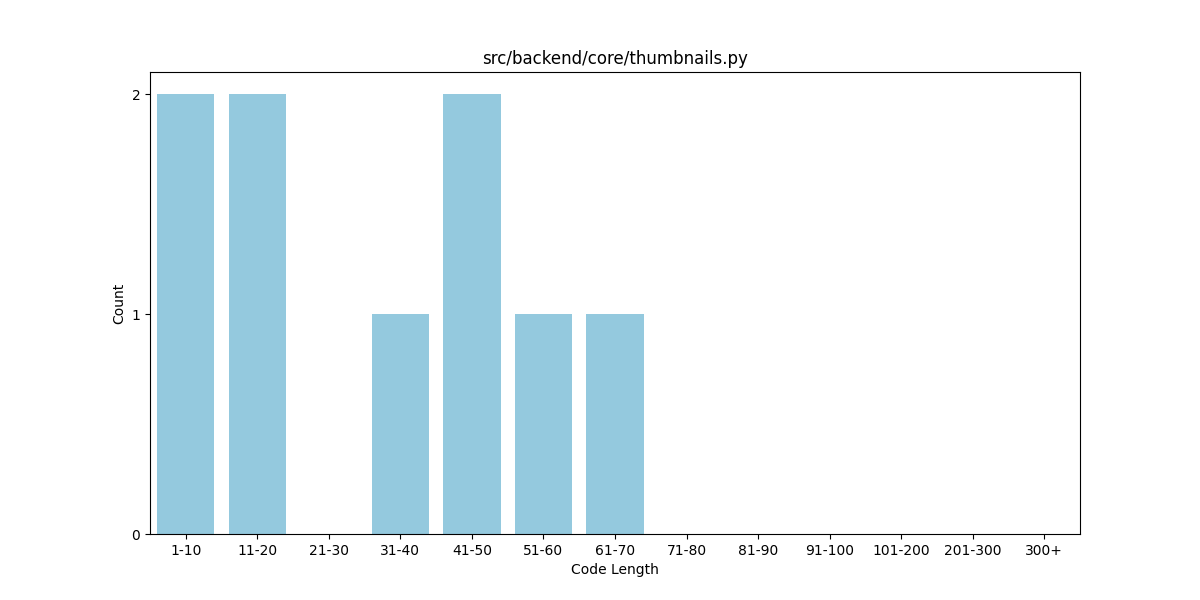 src/backend/core/thumbnails.py
2
1
0
Count
1-10 11-20 21-30 31-40 41-50 51-60 61-70 71-80 81-90 91-100 101-200 201-300 300+
Code Length